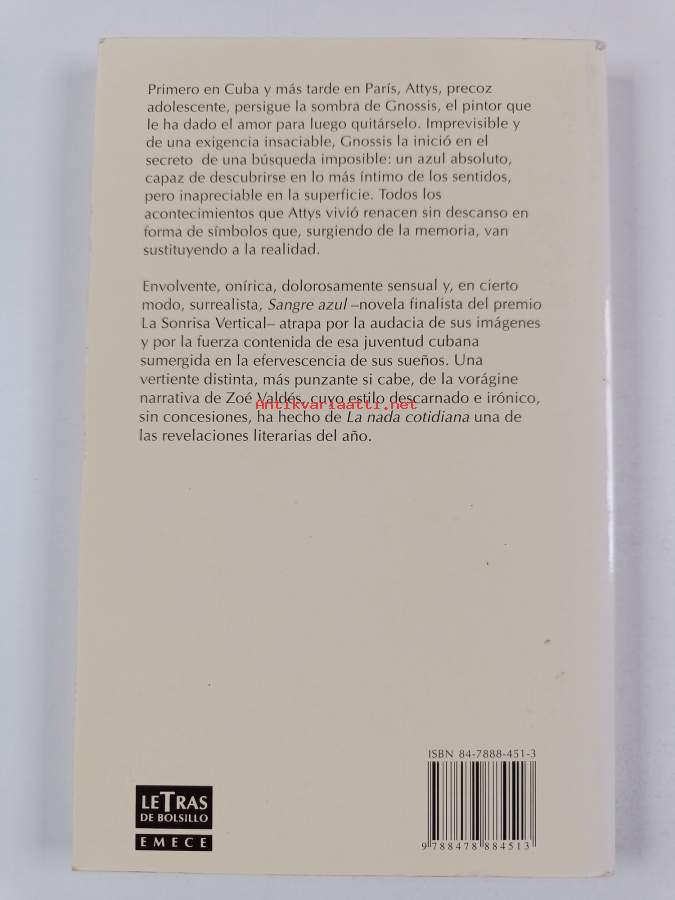 Primero en Cuba y más tarde en París, Attys, precoz
adolescente, persigue la sombra de Gnossis, el pintor que
le ha dado el amor para luego quitárselo. Imprevisible y
de una exigencia insaciable, Gnossis la inició en el
secreto de una búsqueda imposible: un azul absoluto,
capaz de descubrirse en lo más íntimo de los sentidos,
pero inapreciable en la superficie. Todos los
acontecimientos que Attys vivió renacen sin descanso en
forma de símbolos que, surgiendo de la memoria, van
sustituyendo a la realidad.
Envolvente, onírica, dolorosamente sensual y, en cierto
modo, surrealista, Sangre azul –novela finalista del premio
La Sonrisa Vertical– atrapa por la audacia de sus imágenes
y por la fuerza contenida de esa juventud cubana
sumergida en la efervescencia de sus sueños. Una
vertiente distinta, más punzante si cabe, de la vorágine
narrativa de Zoé Valdés, cuyo estilo descarnado e irónico,
Antikvariaatti.net
sin concesiones, ha hecho de La nada cotidiana una de
las revelaciones literarias del año.
ISBN 84-7888-451-3
9 788478 884513
LETRAS
DE BOLSILLO
EMECE